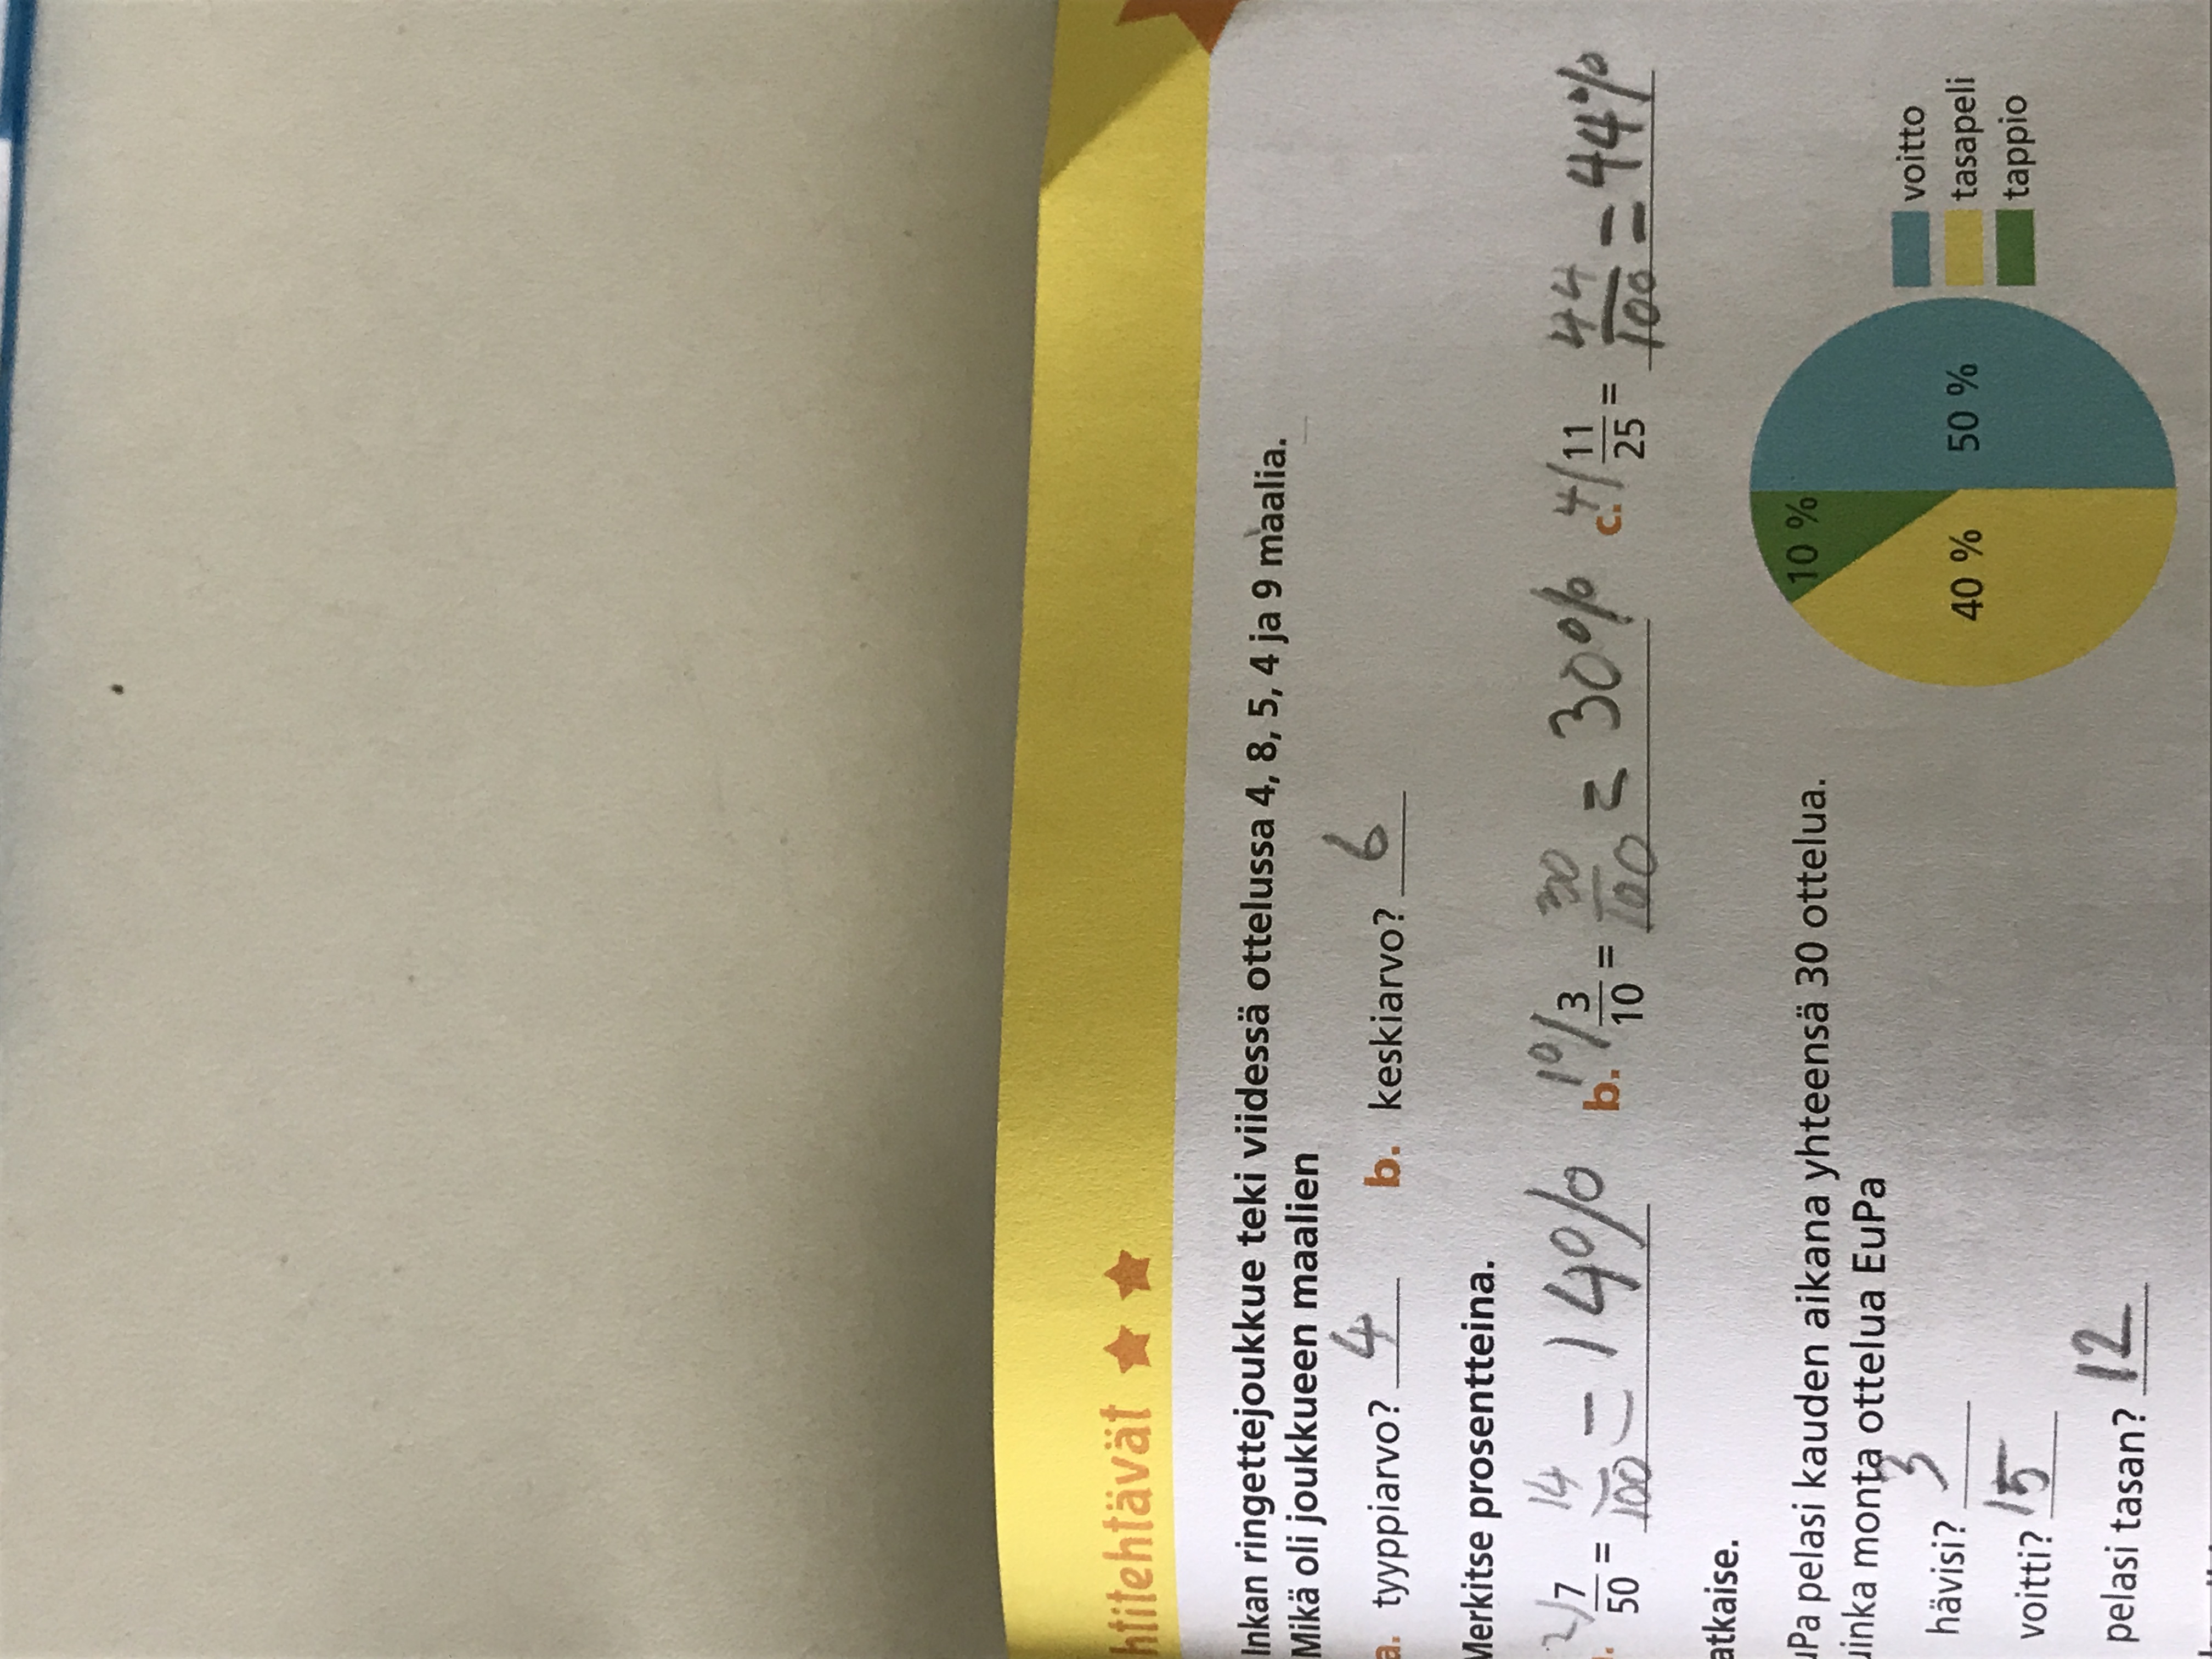 htitehtävät
Inkan ringettejoukkue teki viidessä ottelussa 4, 8, 5, 4 ja 9 maalia.
Mikä oli joukkueen maalien
a. tyyppiarvo? 4 b. keskiarvo? 6
Merkitse prosentteina.
2/ 7/50 = 14/100 = 14% b. 10/ 3/10 = 30/100 = 30% c. 4/ 11/25 = 44/100 = 44%
atkaise.
uPa pelasi kauden aikana yhteensä 30 ottelua.
uinka monta ottelua EuPa
hävisi? 3
voitti? 15
pelasi tasan? 12
10 %
40 %
50 %
voitto
tasapeli
tappio